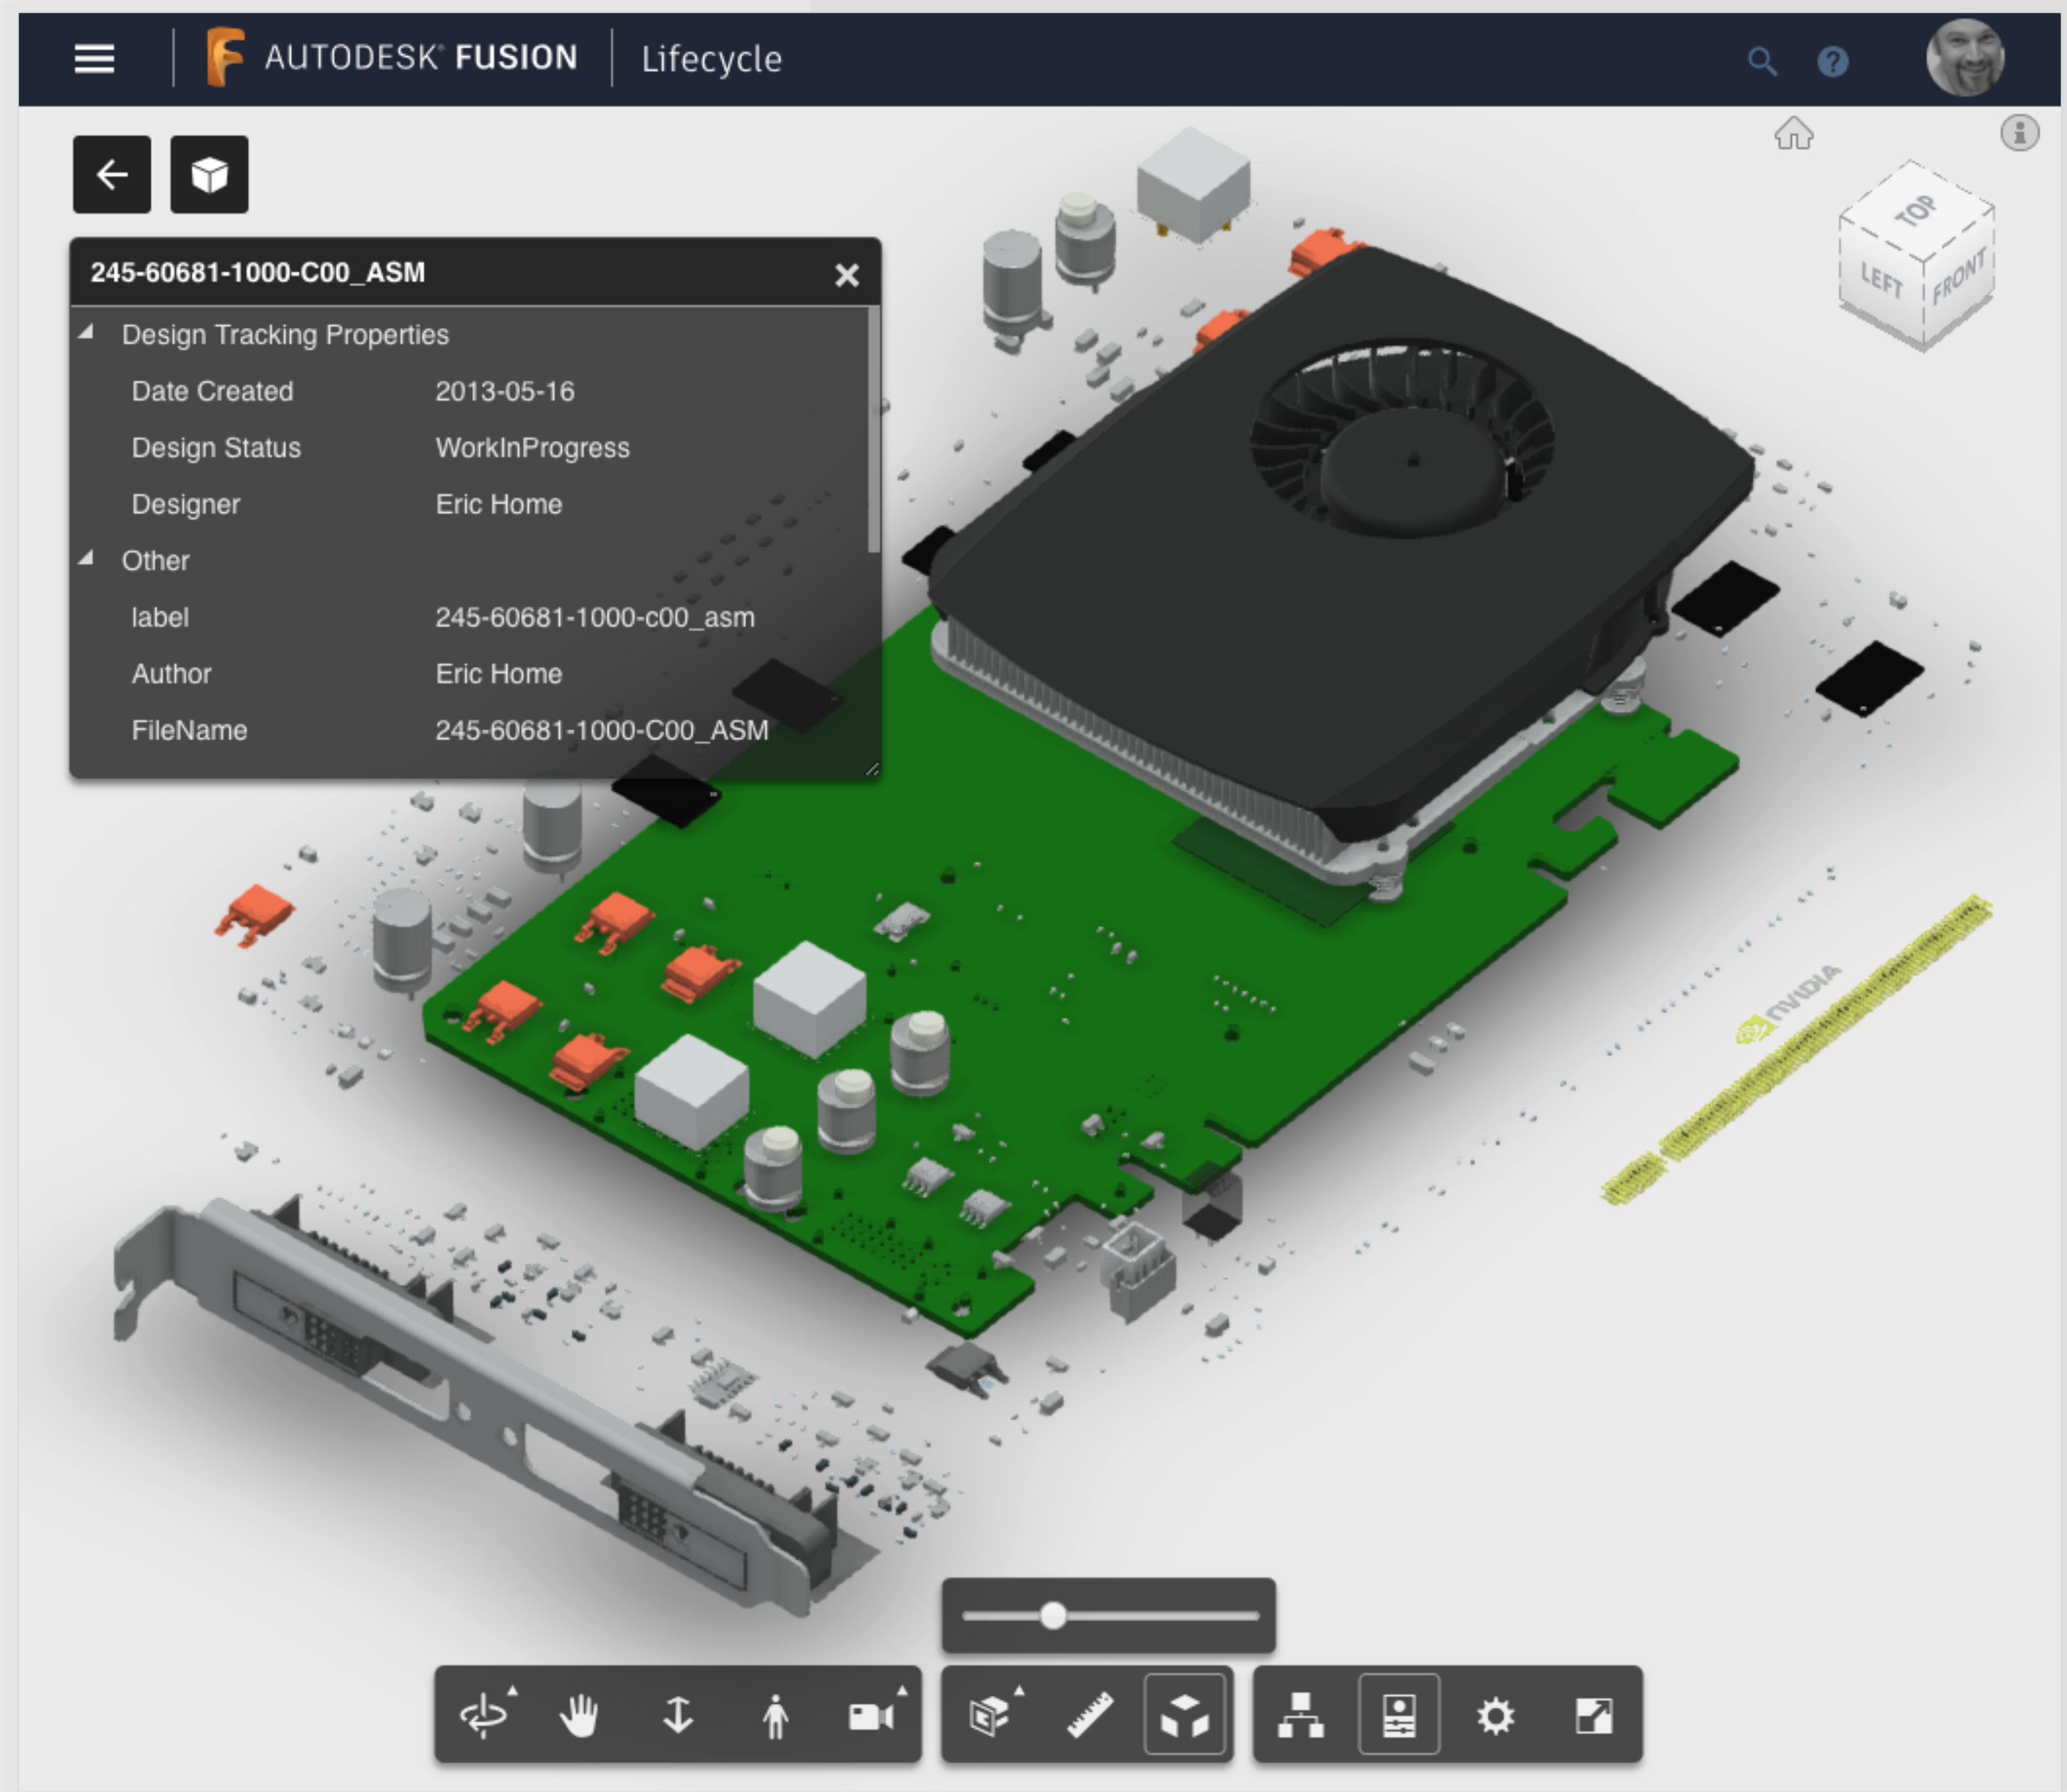 AUTODESK® FUSION Lifecycle
?
i
TOP
LEFT
FRONT
245-60681-1000-C00_ASM
Design Tracking Properties
Date Created 2013-05-16
Design Status WorkInProgress
Designer Eric Home
Other
label 245-60681-1000-c00_asm
Author Eric Home
FileName 245-60681-1000-C00_ASM
NVIDIA